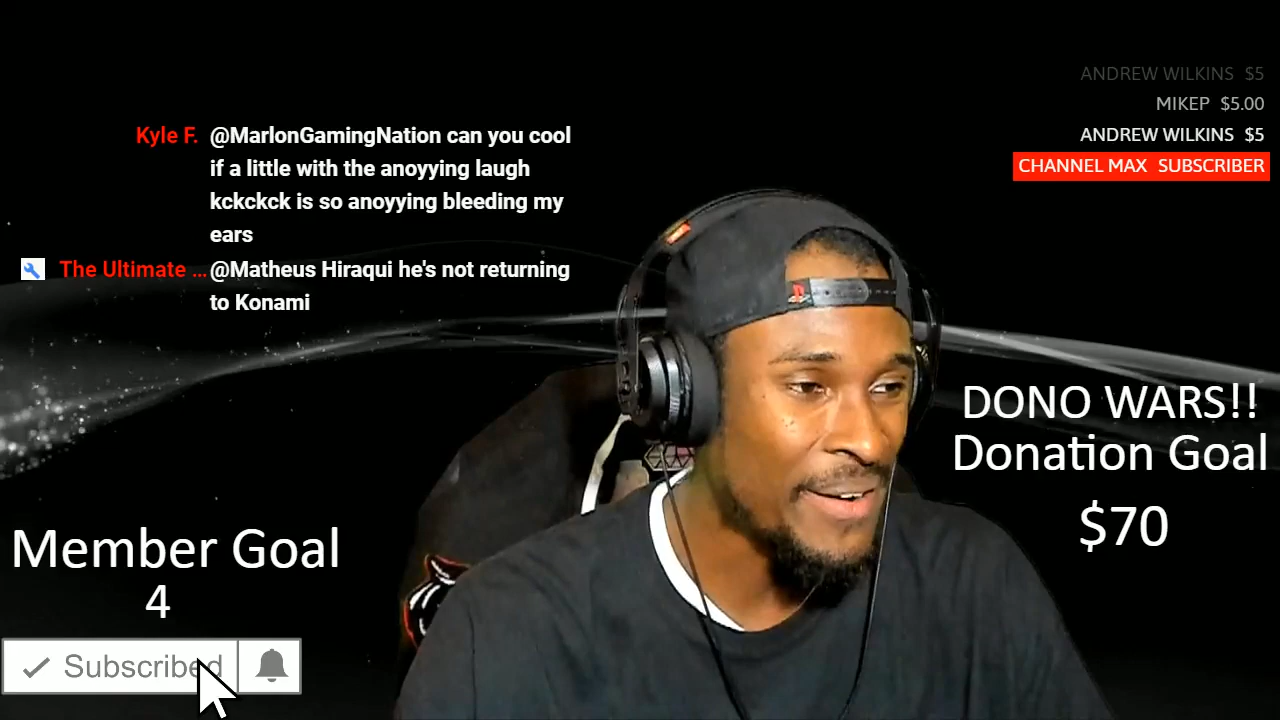 ANDREW WILKINS $5
MIKEP $5.00
ANDREW WILKINS $5
CHANNEL MAX SUBSCRIBER
Kyle F. @MarlonGamingNation can you cool
if a little with the anoyying laugh
kckckck is so anoyying bleeding my
ears
The Ultimate ... @Matheus Hiraqui he's not returning
to Konami
DONO WARS!!
Donation Goal
$70
Member Goal
4
Subscribed